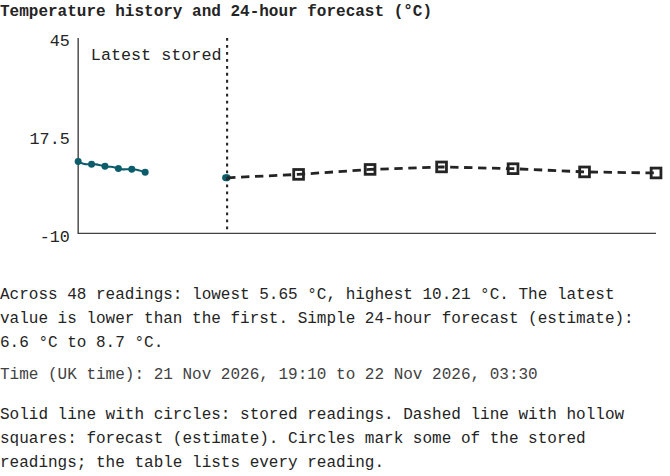 Temperature history and 24-hour forecast (°C)
45
Latest stored
17.5
-10
Across 48 readings: lowest 5.65 °C, highest 10.21 °C. The latest
value is lower than the first. Simple 24-hour forecast (estimate):
6.6 °C to 8.7 °C.
Time (UK time): 21 Nov 2026, 19:10 to 22 Nov 2026, 03:30
Solid line with circles: stored readings. Dashed line with hollow
squares: forecast (estimate). Circles mark some of the stored
readings; the table lists every reading.